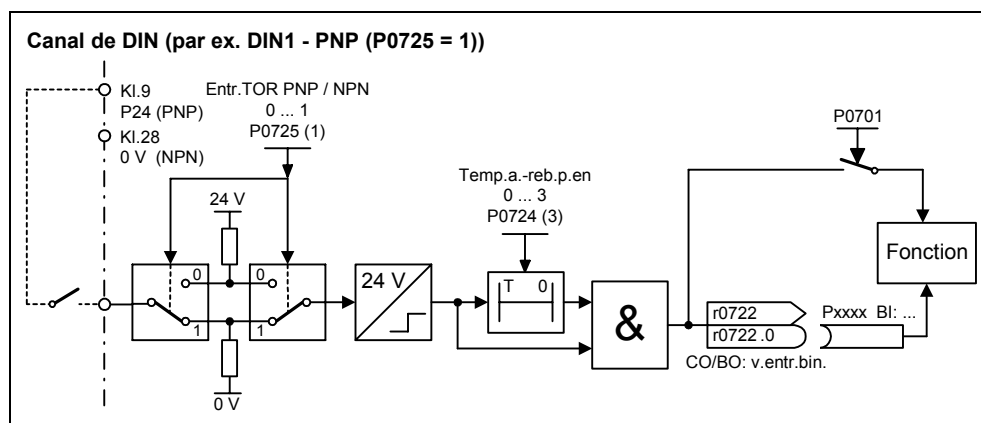 Canal de DIN (par ex. DIN1 - PNP (P0725 = 1))
Kl.9
P24 (PNP)
Kl.28
0 V (NPN)
Entr.TOR PNP / NPN
0 ... 1
P0725 (1)
24 V
0
1
0
1
0 V
24 V
Temp.a.-reb.p.en
0 ... 3
P0724 (3)
T 0
&
P0701
Fonction
r0722
r0722 .0
Pxxxx BI: ...
CO/BO: v.entr.bin.